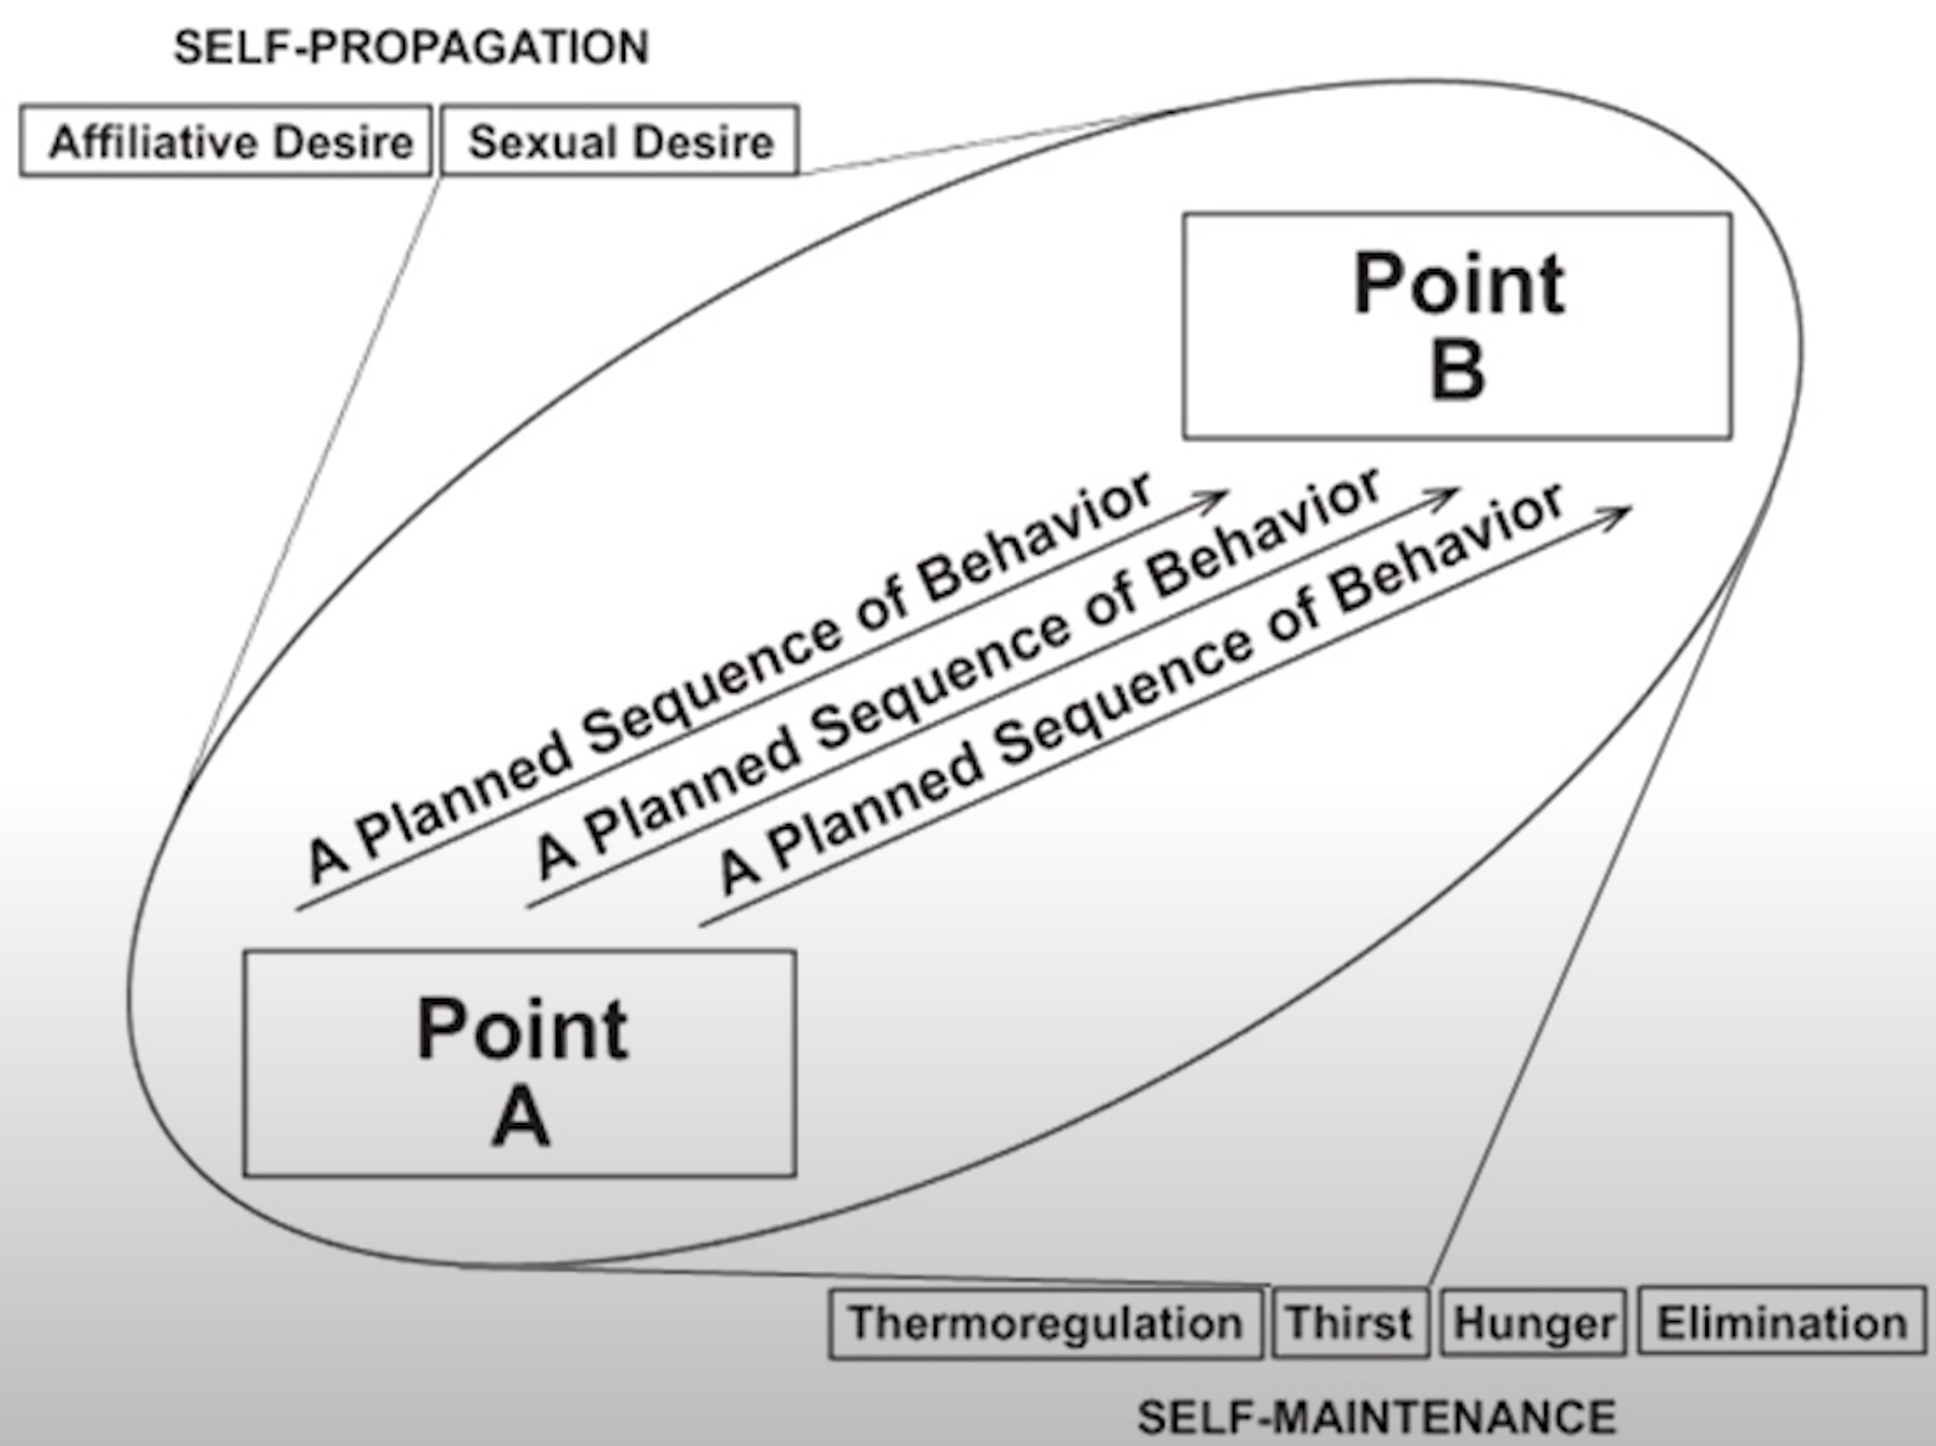 SELF-PROPAGATION
Affiliative Desire
Sexual Desire
Point
B
A Planned Sequence of Behavior
A Planned Sequence of Behavior
A Planned Sequence of Behavior
Point
A
Thermoregulation
Thirst
Hunger
Elimination
SELF-MAINTENANCE